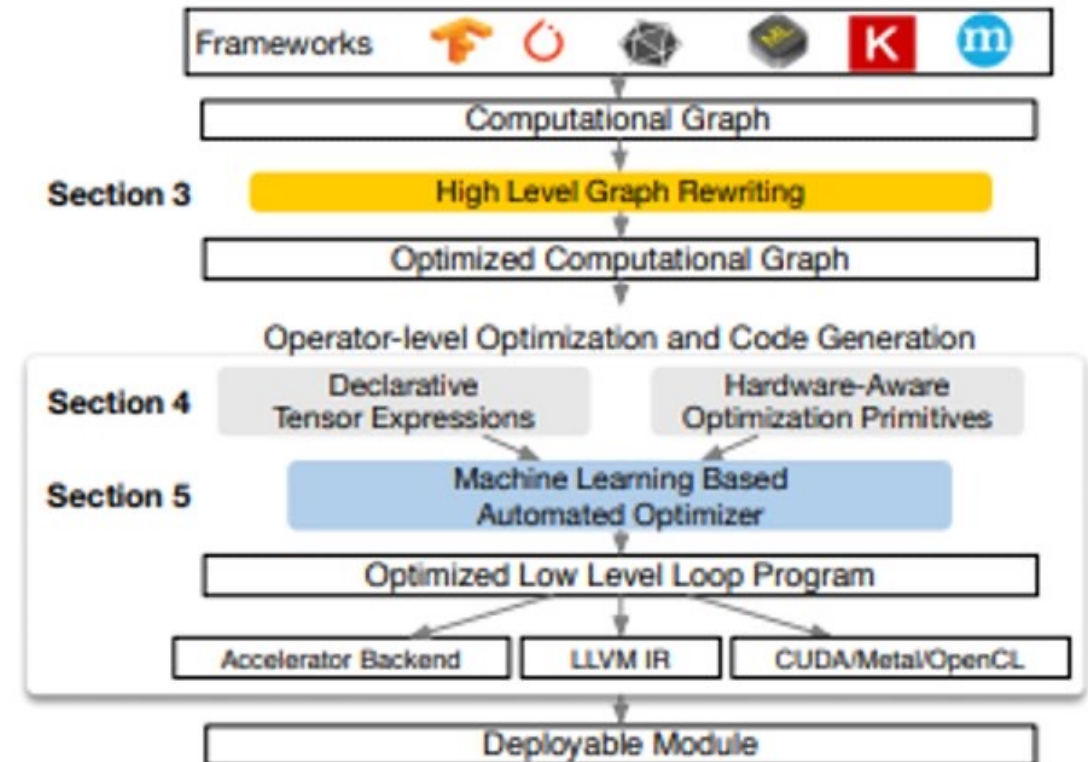 Frameworks ML K m
Computational Graph
Section 3
High Level Graph Rewriting
Optimized Computational Graph
Operator-level Optimization and Code Generation
Section 4
Declarative
Tensor Expressions
Hardware-Aware
Optimization Primitives
Section 5
Machine Learning Based
Automated Optimizer
Optimized Low Level Loop Program
Accelerator Backend
LLVM IR
CUDA/Metal/OpenCL
Deployable Module